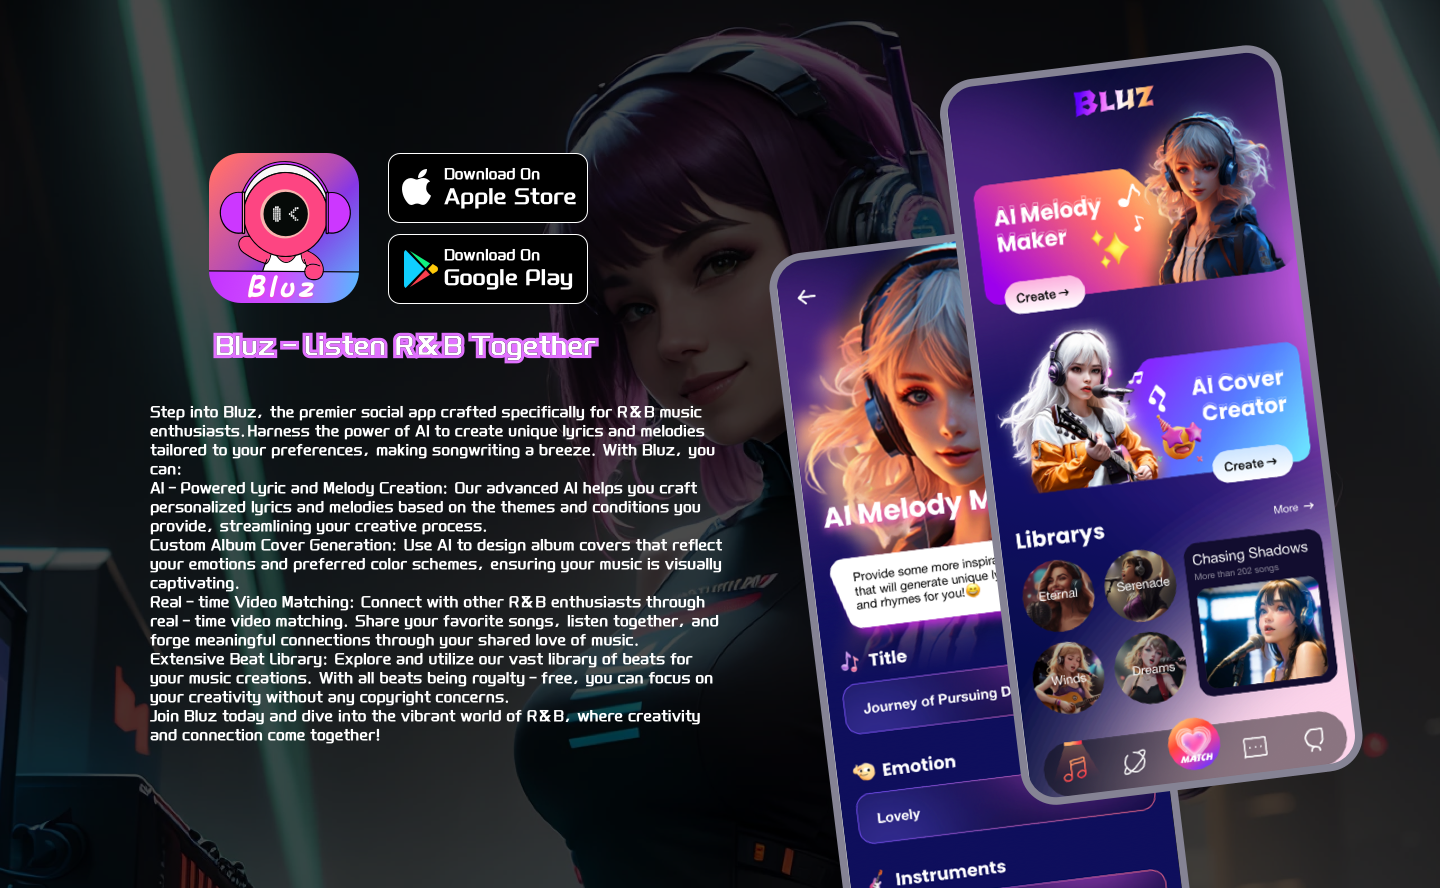 Bluz
Download On
Apple Store
Download On
Google Play
Bluz - Listen R&B Together
Step into Bluz, the premier social app crafted specifically for R&B music
enthusiasts.Harness the power of AI to create unique lyrics and melodies
tailored to your preferences, making songwriting a breeze. With Bluz, you
can:
AI - Powered Lyric and Melody Creation: Our advanced AI helps you craft
personalized lyrics and melodies based on the themes and conditions you
provide, streamlining your creative process.
Custom Album Cover Generation: Use AI to design album covers that reflect
your emotions and preferred color schemes, ensuring your music is visually
captivating.
Real - time Video Matching: Connect with other R&B enthusiasts through
real - time video matching. Share your favorite songs, listen together, and
forge meaningful connections through your shared love of music.
Extensive Beat Library: Explore and utilize our vast library of beats for
your music creations. With all beats being royalty - free, you can focus on
your creativity without any copyright concerns.
Join Bluz today and dive into the vibrant world of R&B, where creativity
and connection come together!
AI Melody M
Provide some more inspira
that will generate unique ly
and rhymes for you!😄
Title
Journey of Pursuing D
Emotion
Lovely
Instruments
BLUZ
AI Melody
Maker
Create →
AI Cover
Creator
Create →
More →
Librarys
Eternal
Serenade
Winds
Dreams
Chasing Shadows
More than 202 songs
MATCH